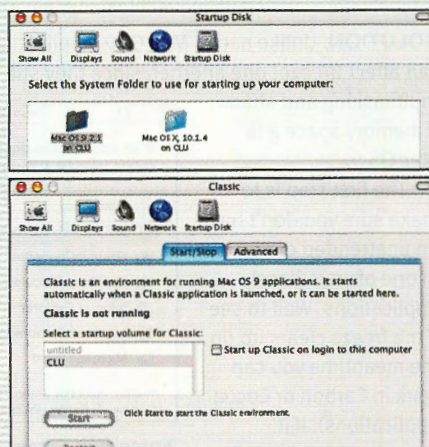 Startup Disk
Show All Displays Sound Network Startup Disk
Select the System Folder to use for starting up your computer:
Mac OS 9.2.1 Mac OS X, 10.1.4
on CLU on CLU
Classic
Show All Displays Sound Network Startup Disk
Start/Stop Advanced
Classic is an environment for running Mac OS 9 applications. It starts
automatically when a Classic application is launched, or it can be started here.
Classic is not running
Select a startup volume for Classic:
untitled
CLU
Start up Classic on login to this computer
Start Click Start to start the Classic environment.